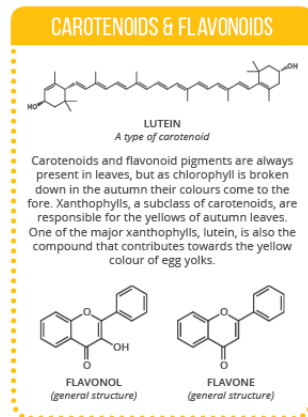 CAROTENOIDS & FLAVONOIDS
OH
HO
LUTEIN
A type of carotenoid
Carotenoids and flavonoid pigments are always
present in leaves, but as chlorophyll is broken
down in the autumn their colours come to the
fore. Xanthophylls, a subclass of carotenoids, are
responsible for the yellows of autumn leaves.
One of the major xanthophylls, lutein, is also the
compound that contributes towards the yellow
colour of egg yolks.
O O
OH
O O
FLAVONOL FLAVONE
(general structure) (general structure)